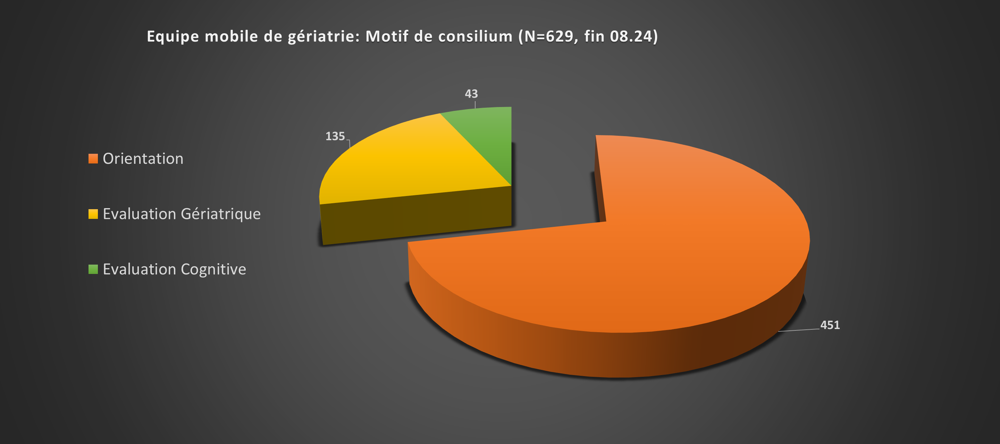 Equipe mobile de gériatrie: Motif de consilium (N=629, fin 08.24)
43
135
Orientation
Evaluation Gériatrique
Evaluation Cognitive
451